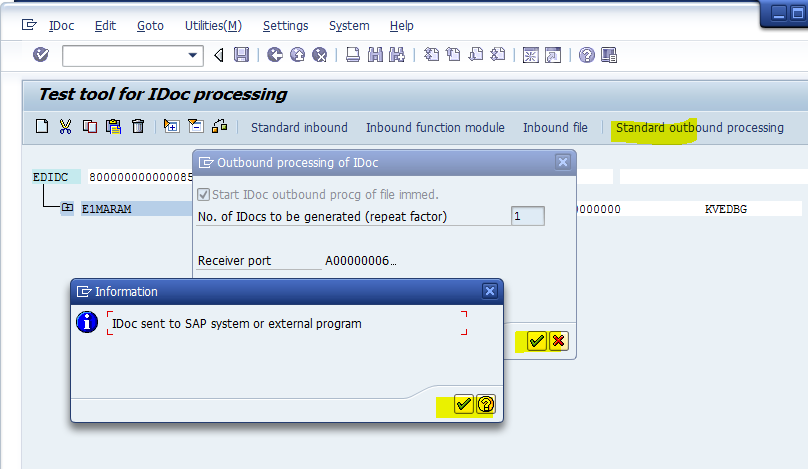 IDoc Edit Goto Utilities(M) Settings System Help
Test tool for IDoc processing
Standard inbound Inbound function module Inbound file Standard outbound processing
Outbound processing of IDoc
EDIDC 800000000000085
Start IDoc outbound procg of file immed.
E1MARAM No. of IDocs to be generated (repeat factor) 1 0000000 KVEDBG
Receiver port A00000006...
Information
IDoc sent to SAP system or external program